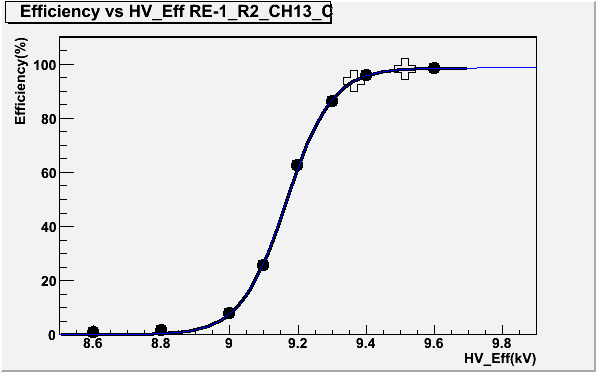 Efficiency vs HV_Eff RE-1_R2_CH13_C
Efficiency(%)
100
80
60
40
20
0
8.6 8.8 9 9.2 9.4 9.6 9.8
HV_Eff(kV)